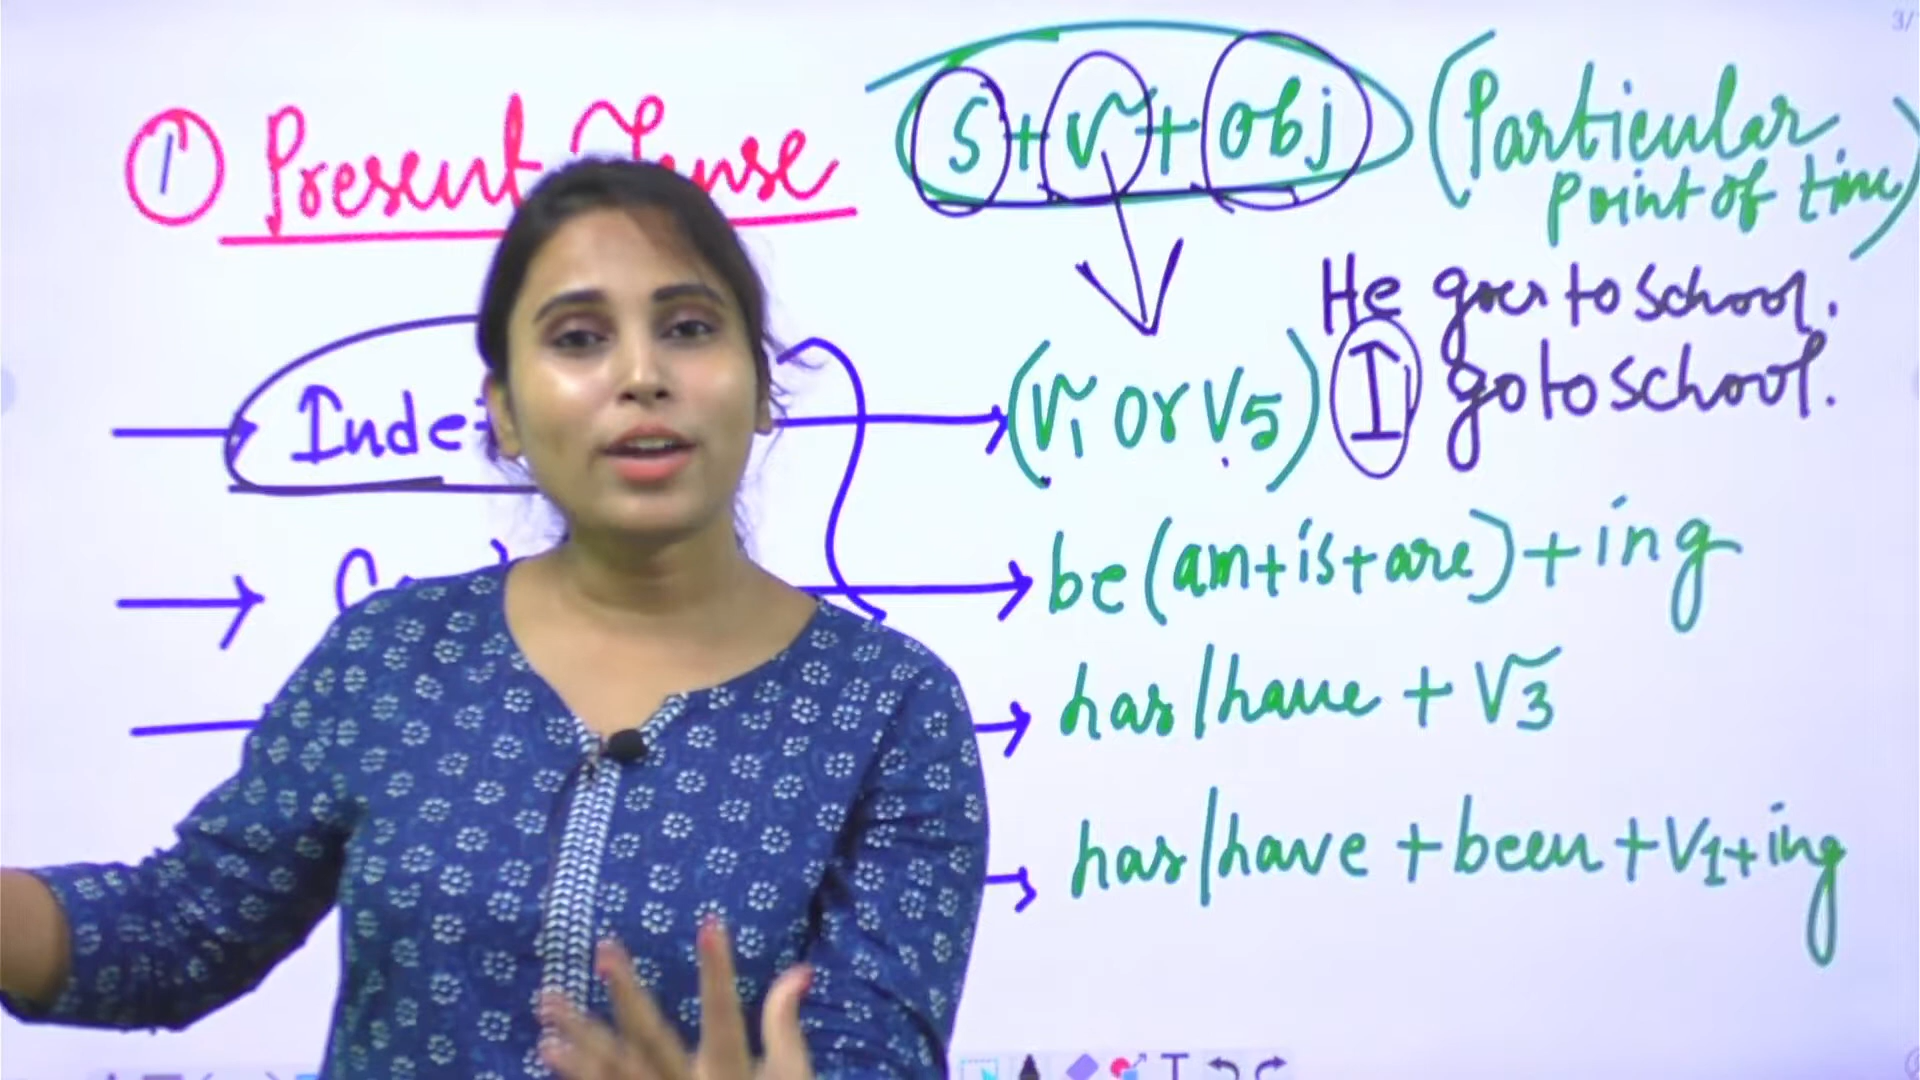 ① Present Tense
S + V + obj (Particular point of time)
He goes to school.
I go to school.
(V1 or V5)
be (am + is + are) + ing
has/have + V3
has/have + been + V1 + ing